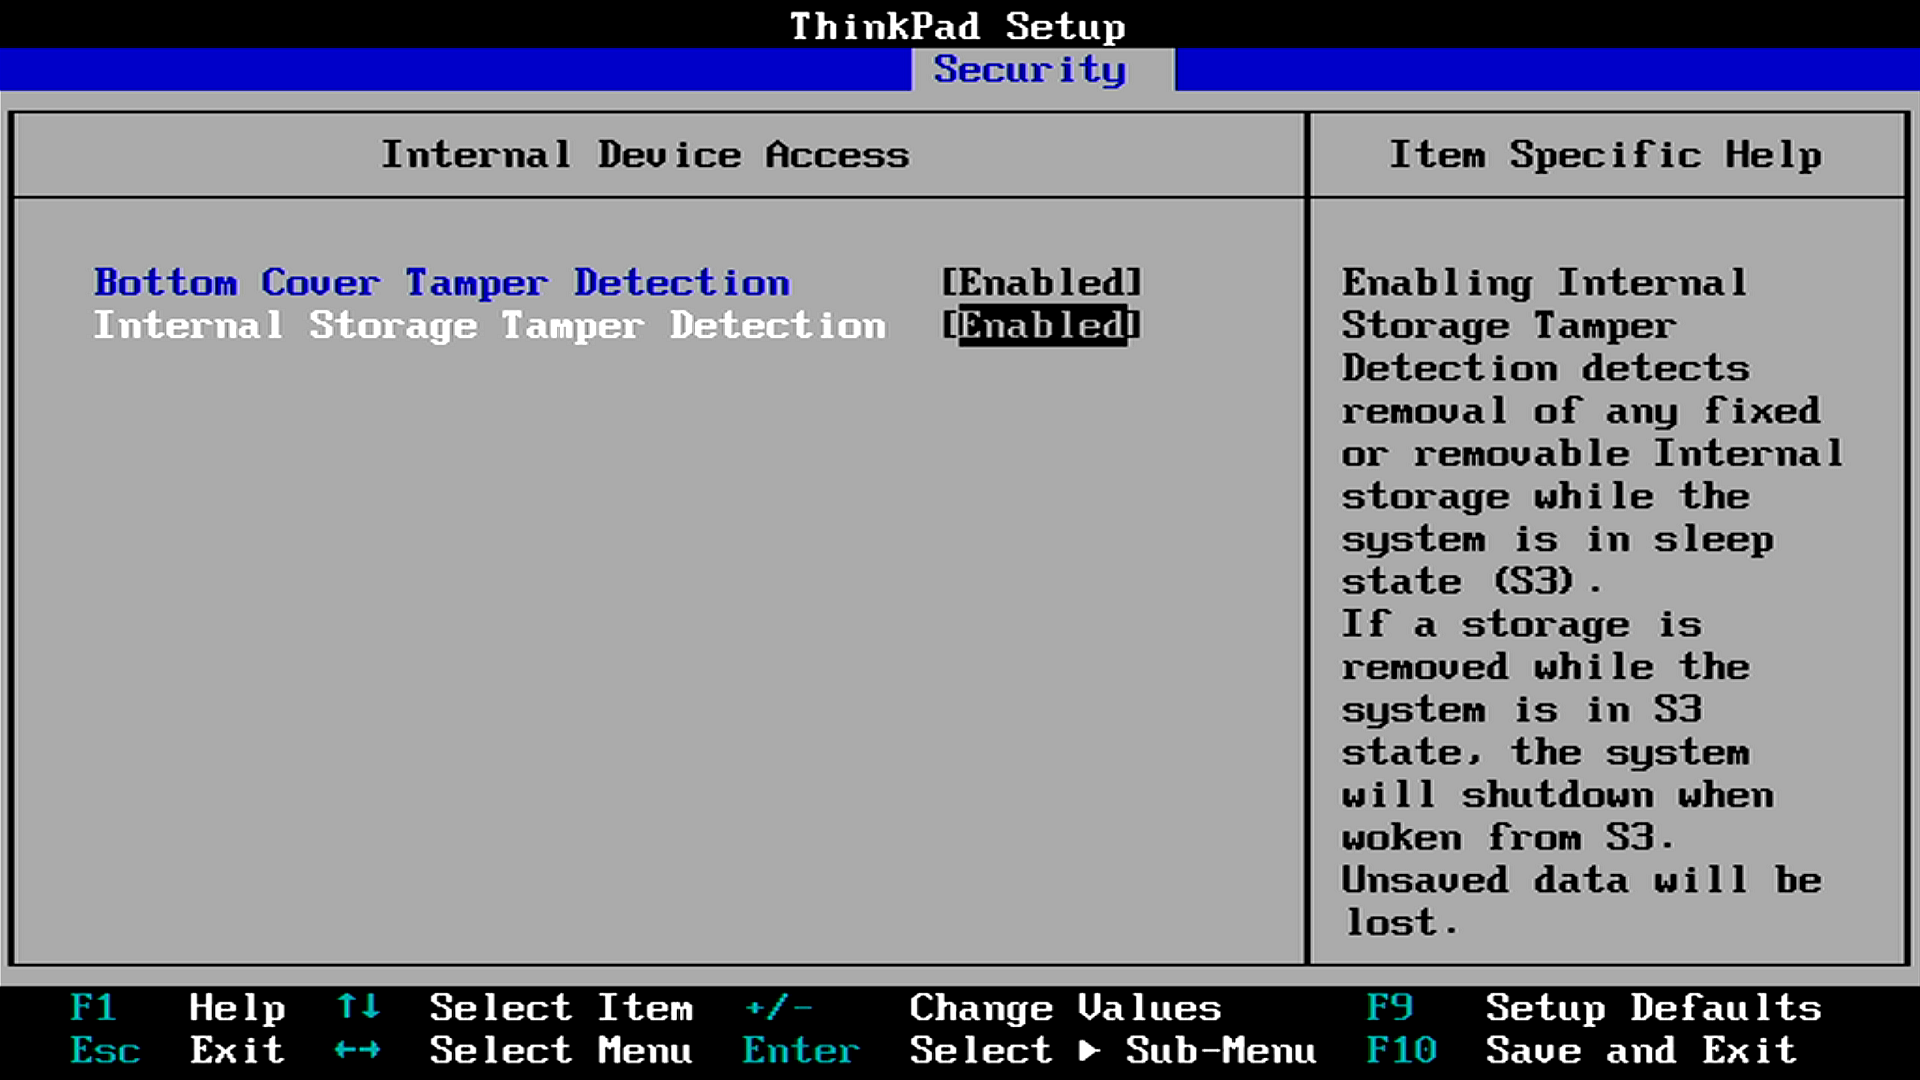 ThinkPad Setup
Security
Internal Device Access
Item Specific Help
Bottom Cover Tamper Detection [Enabled]
Internal Storage Tamper Detection [Enabled]
Enabling Internal
Storage Tamper
Detection detects
removal of any fixed
or removable Internal
storage while the
system is in sleep
state (S3).
If a storage is
removed while the
system is in S3
state, the system
will shutdown when
woken from S3.
Unsaved data will be
lost.
F1 Help ↑↓ Select Item +/- Change Values F9 Setup Defaults
Esc Exit ←→ Select Menu Enter Select ▶ Sub-Menu F10 Save and Exit